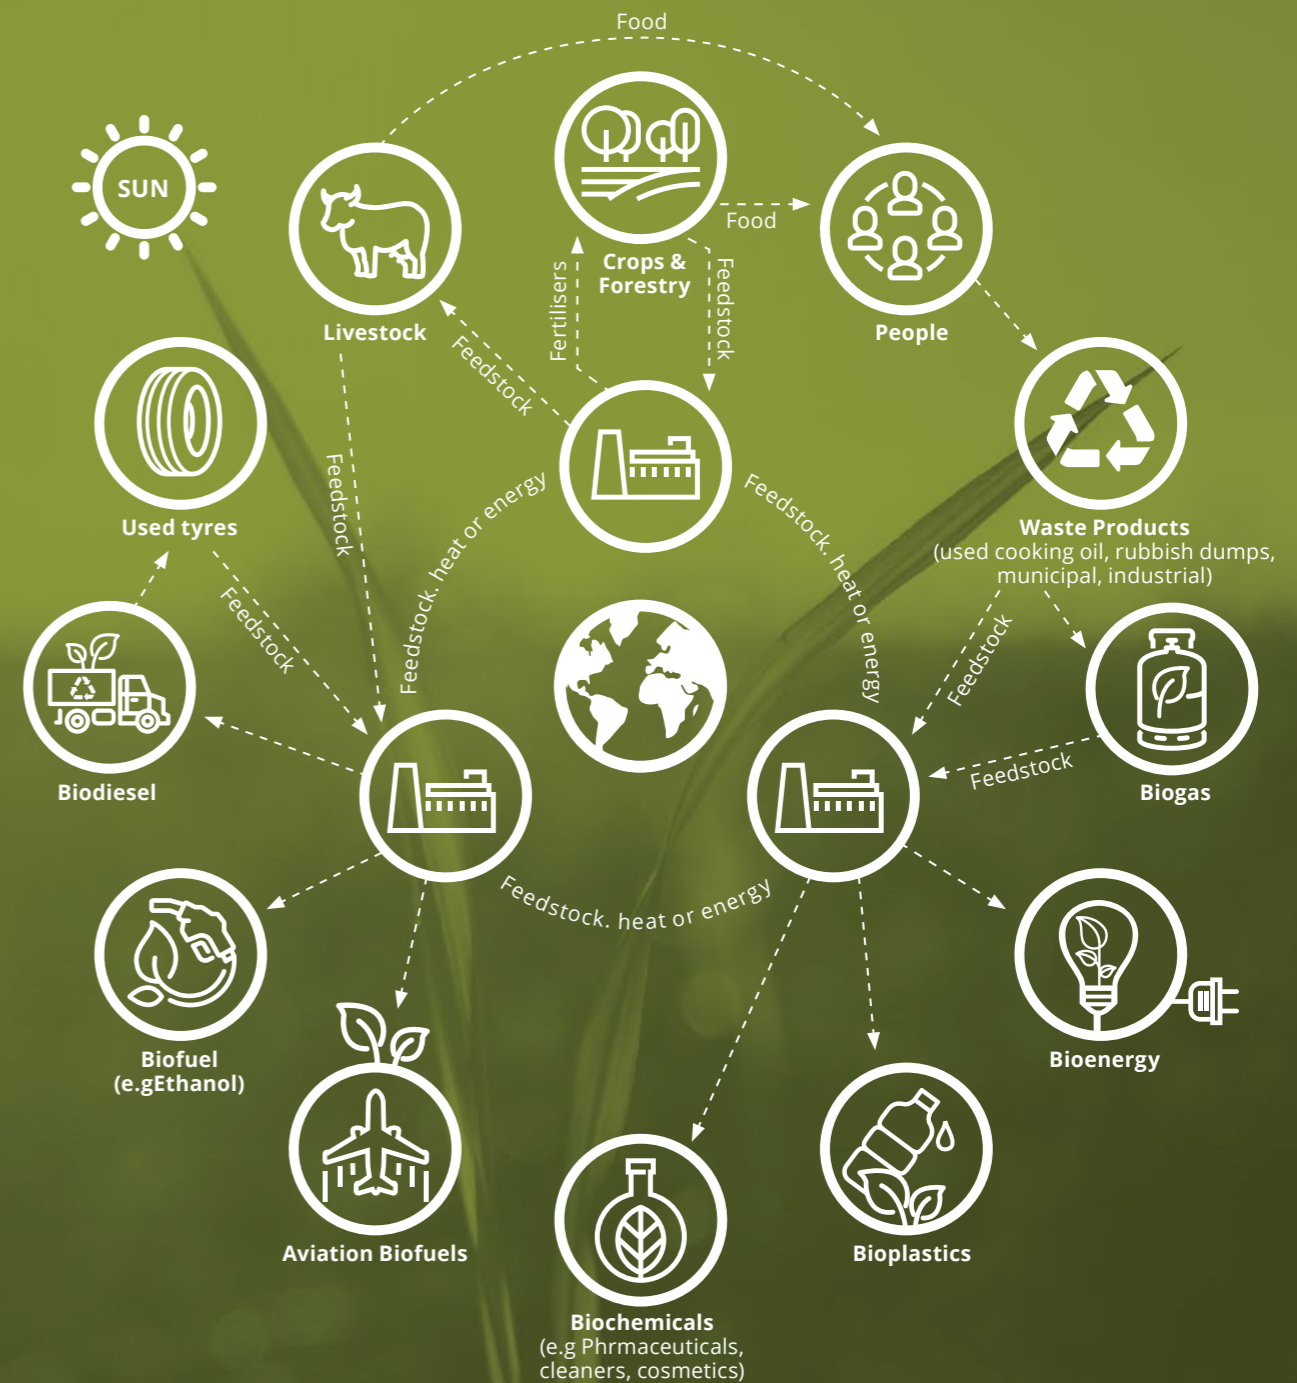 Food
SUN
Food
Crops &
Forestry
Livestock
People
Fertilisers
Feedstock
Feedstock
Used tyres
Feedstock
Feedstock. heat or energy
Feedstock. heat or energy
Waste Products
(used cooking oil, rubbish dumps,
municipal, industrial)
Feedstock
Feedstock
Feedstock
Biodiesel
Biogas
Feedstock. heat or energy
Biofuel
(e.gEthanol)
Bioenergy
Aviation Biofuels
Bioplastics
Biochemicals
(e.g Phrmaceuticals,
cleaners, cosmetics)